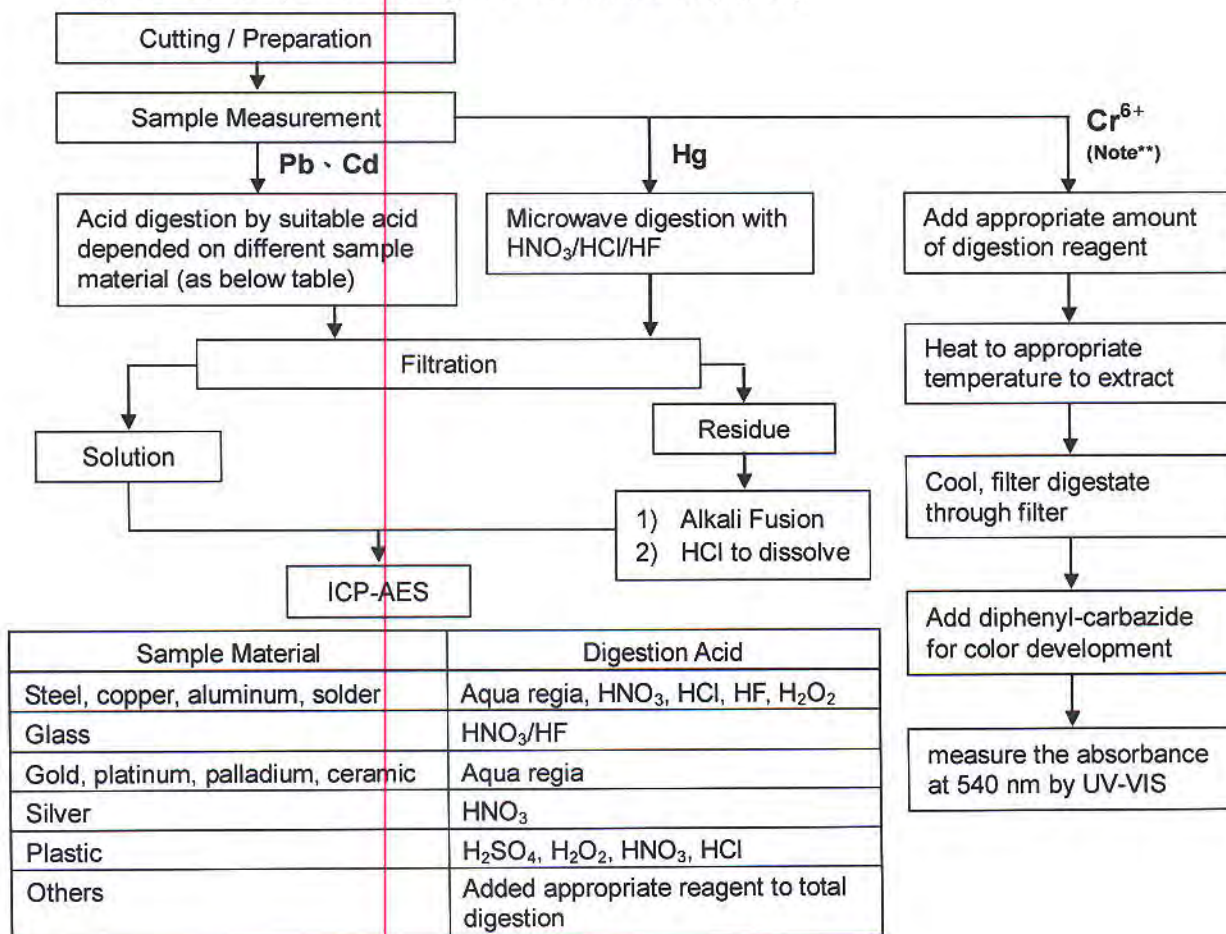 Cutting / Preparation
Sample Measurement
Pb、Cd
Hg
Cr⁶⁺
(Note**)
Acid digestion by suitable acid
depended on different sample
material (as below table)
Microwave digestion with
HNO₃/HCl/HF
Add appropriate amount
of digestion reagent
Filtration
Heat to appropriate
temperature to extract
Solution
Residue
1) Alkali Fusion
2) HCl to dissolve
Cool, filter digestate
through filter
ICP-AES
Add diphenyl-carbazide
for color development
measure the absorbance
at 540 nm by UV-VIS
Sample Material Digestion Acid
Steel, copper, aluminum, solder Aqua regia, HNO₃, HCl, HF, H₂O₂
Glass HNO₃/HF
Gold, platinum, palladium, ceramic Aqua regia
Silver HNO₃
Plastic H₂SO₄, H₂O₂, HNO₃, HCl
Others Added appropriate reagent to total
digestion